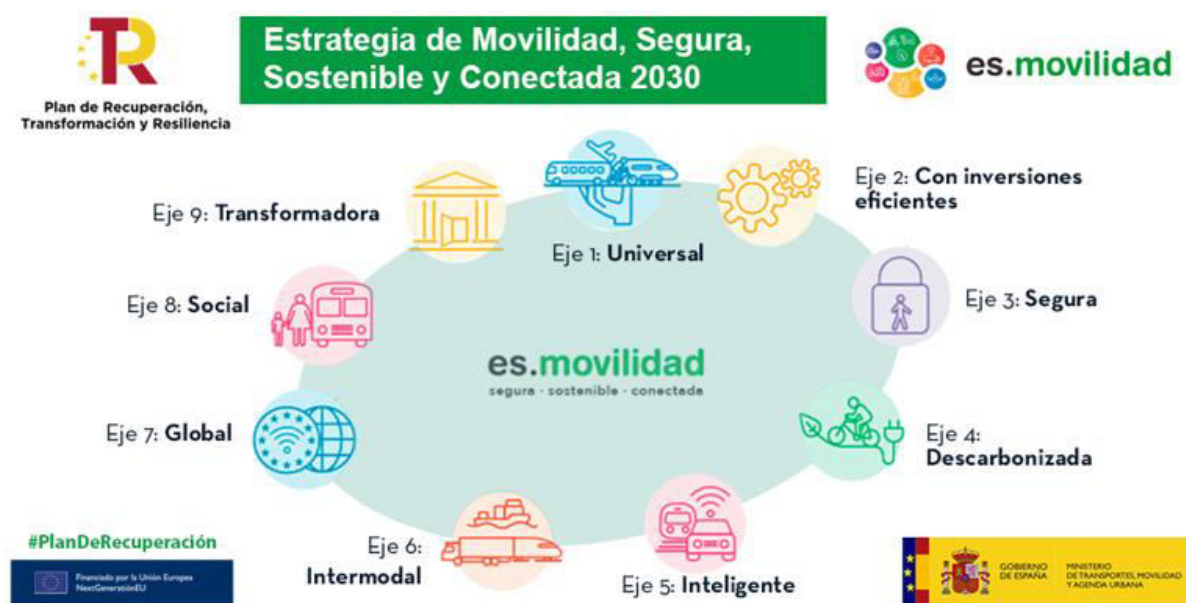 TR
Plan de Recuperación,
Transformación y Resiliencia
Estrategia de Movilidad, Segura,
Sostenible y Conectada 2030
es.movilidad
Eje 1: Universal
Eje 2: Con inversiones
eficientes
Eje 3: Segura
Eje 4:
Descarbonizada
Eje 5: Inteligente
Eje 6:
Intermodal
Eje 7: Global
Eje 8: Social
Eje 9: Transformadora
es.movilidad
segura · sostenible · conectada
#PlanDeRecuperación
Financiado por la Unión Europea
NextGenerationEU
GOBIERNO
DE ESPAÑA
MINISTERIO
DE TRANSPORTES, MOVILIDAD
Y AGENDA URBANA